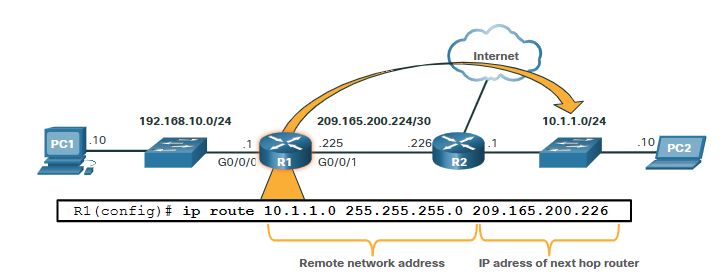 Internet
192.168.10.0/24
209.165.200.224/30
10.1.1.0/24
PC1
.10
.1
G0/0/0
R1
.225
G0/0/1
.226
R2
.1
.10
PC2
R1(config)# ip route 10.1.1.0 255.255.255.0 209.165.200.226
Remote network address
IP adress of next hop router